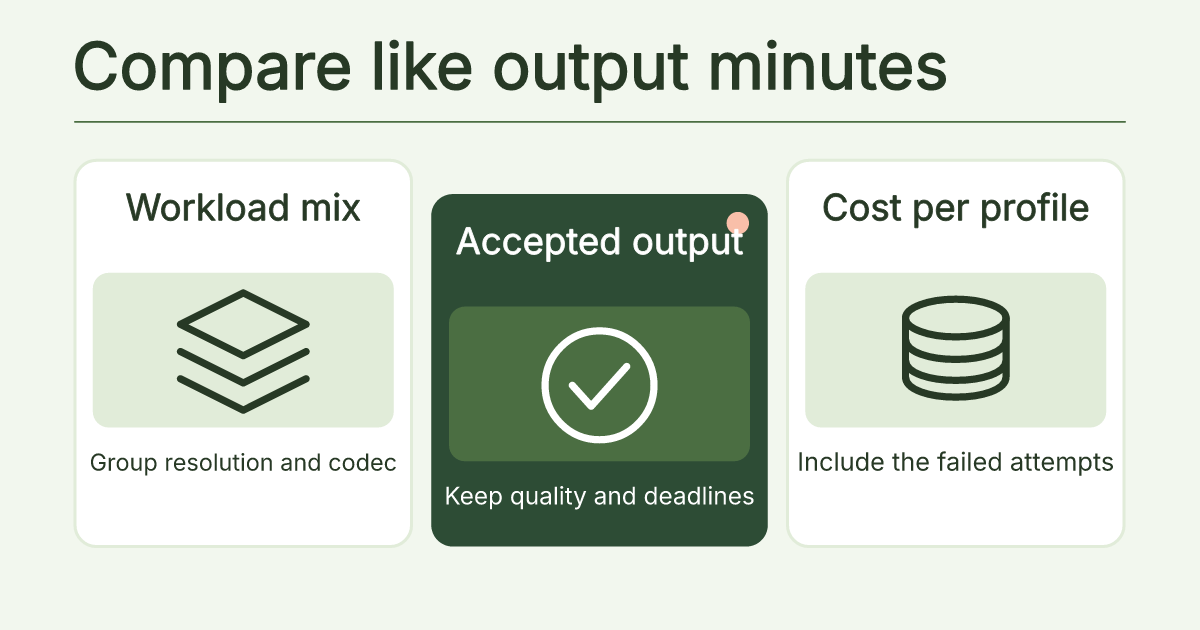 Compare like output minutes
Workload mix
Group resolution and codec
Accepted output
Keep quality and deadlines
Cost per profile
Include the failed attempts